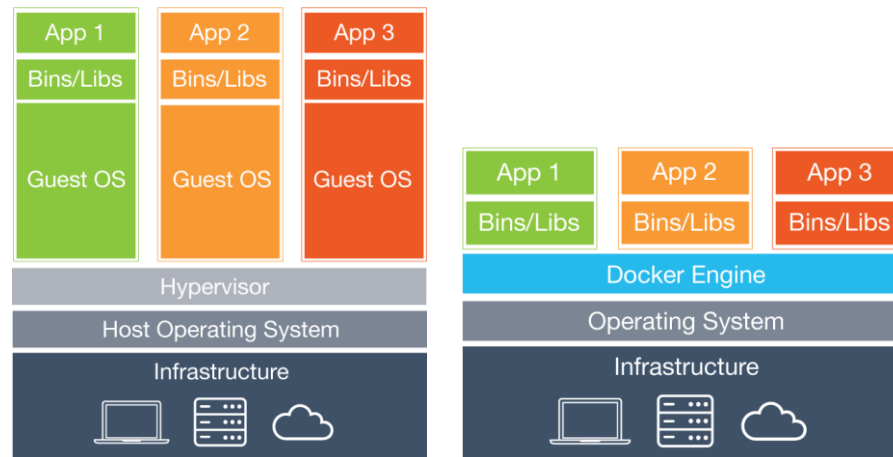 App 1
App 2
App 3
Bins/Libs
Bins/Libs
Bins/Libs
Guest OS
Guest OS
Guest OS
Hypervisor
Host Operating System
Infrastructure
App 1
App 2
App 3
Bins/Libs
Bins/Libs
Bins/Libs
Docker Engine
Operating System
Infrastructure